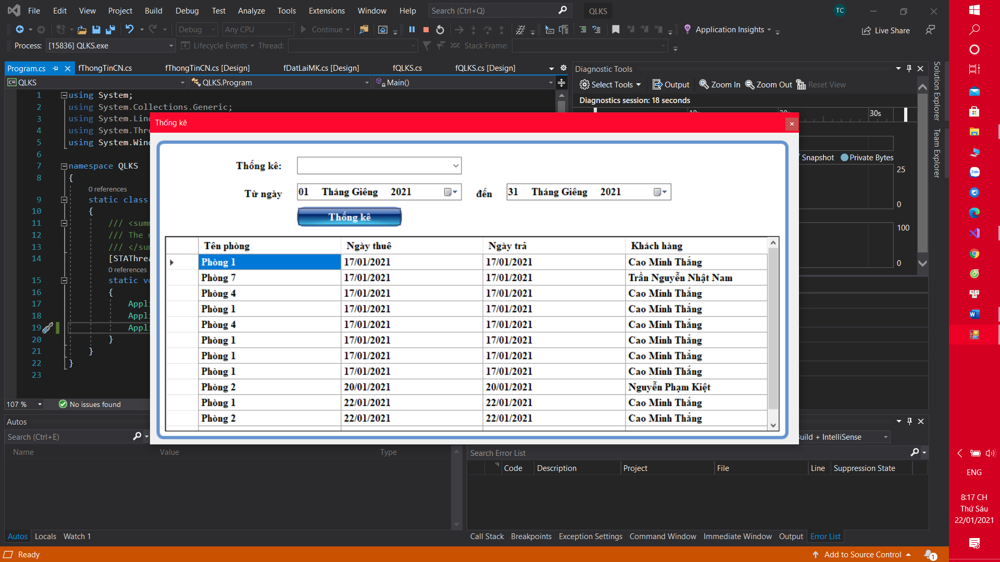 File Edit View Project Build Debug Test Analyze Tools Extensions Window Help Search (Ctrl+Q) QLKS TC
Debug Any CPU Continue Application Insights Live Share
Process: [15836] QLKS.exe Lifecycle Events Thread: Stack Frame:
Program.cs fThongTinCN.cs fThongTinCN.cs [Design] fDatLaiMK.cs [Design] fQLKS.cs fQLKS.cs [Design]
QLKS QLKS.Program Main()
1 using System;
2 using System.Collections.Generic;
3 using System.Lin
4 using System.Thre
5 using System.Wind
6
7 namespace QLKS
8 {
0 references
9 static class
10 {
11 /// <summ
12 /// The m
13 /// </sum
14 [STAThrea
0 references
15 static vo
16 {
17 Appli
18 Appli
19 Appli
20 }
21 }
22 }
23
107 % No issues found
Diagnostic Tools
Select Tools Output Zoom In Zoom Out Reset View
Diagnostics session: 18 seconds
30s
Snapshot Private Bytes
25
0
100
0
Solution Explorer
Team Explorer
Thống kê
Thống kê:
Từ ngày 01 Tháng Giêng 2021 đến 31 Tháng Giêng 2021
Thống kê
Tên phòng Ngày thuê Ngày trả Khách hàng
Phòng 1 17/01/2021 17/01/2021 Cao Minh Thắng
Phòng 7 17/01/2021 17/01/2021 Trần Nguyễn Nhật Nam
Phòng 4 17/01/2021 17/01/2021 Cao Minh Thắng
Phòng 1 17/01/2021 17/01/2021 Cao Minh Thắng
Phòng 4 17/01/2021 17/01/2021 Cao Minh Thắng
Phòng 1 17/01/2021 17/01/2021 Cao Minh Thắng
Phòng 1 17/01/2021 17/01/2021 Cao Minh Thắng
Phòng 1 17/01/2021 17/01/2021 Cao Minh Thắng
Phòng 2 20/01/2021 20/01/2021 Nguyễn Phạm Kiệt
Phòng 1 22/01/2021 22/01/2021 Cao Minh Thắng
Phòng 2 22/01/2021 22/01/2021 Cao Minh Thắng
Autos
Search (Ctrl+E)
Name Value Type
Autos Locals Watch 1
uild + IntelliSense
Search Error List
Code Description Project File Line Suppression State
Call Stack Breakpoints Exception Settings Command Window Immediate Window Output Error List
Ready Add to Source Control 1
Zalo
ENG
8:17 CH
Thứ Sáu
22/01/2021